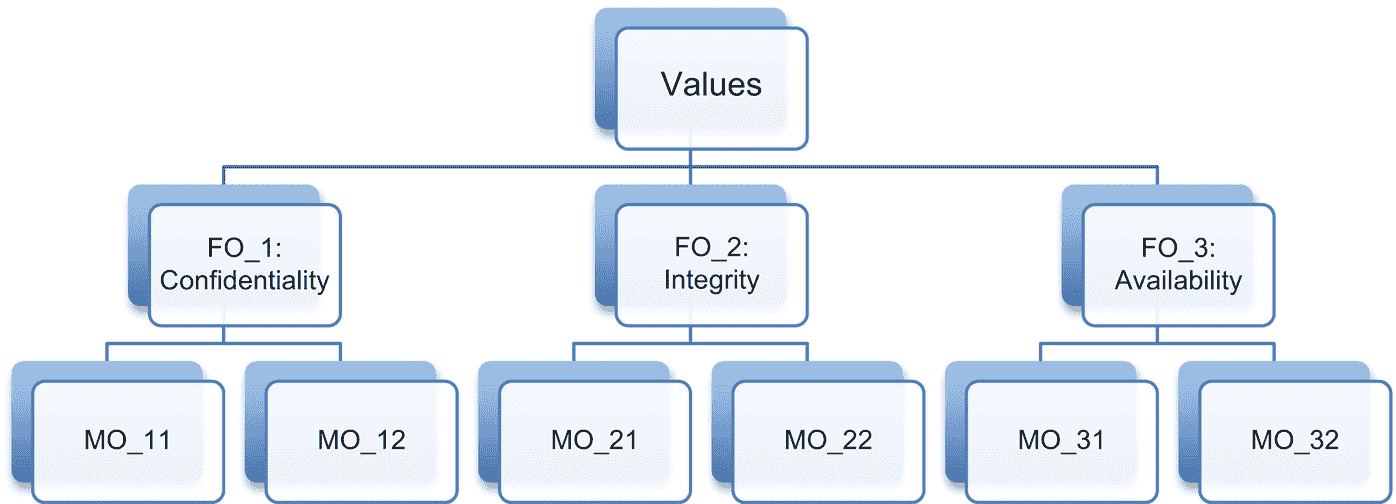 Values
FO_1:
Confidentiality
FO_2:
Integrity
FO_3:
Availability
MO_11
MO_12
MO_21
MO_22
MO_31
MO_32